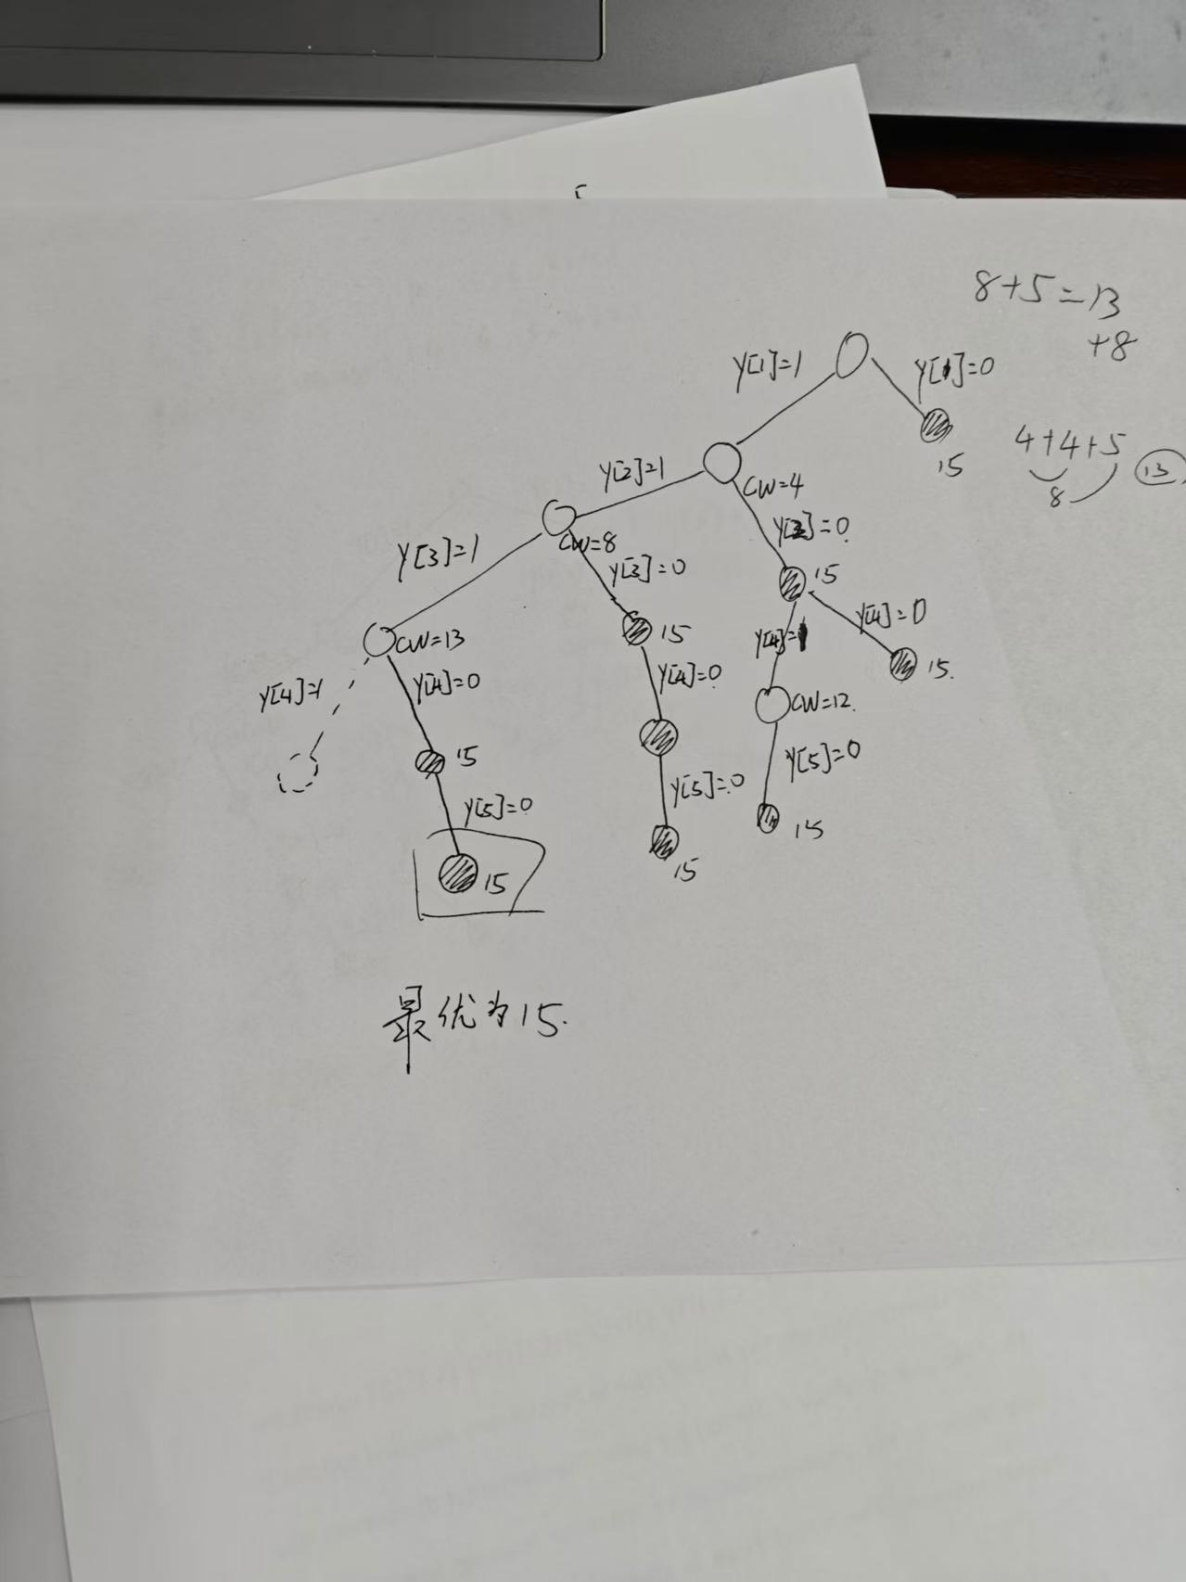 8+5=13
+8
Y[1]=1
Y[1]=0
4+4+5
8
13
15
Y[2]=1
CW=4
Y[2]=0
Y[3]=1
CW=8
Y[3]=0
15
Y[4]=0
CW=13
15
Y[4]=1
15.
Y[4]=1
Y[4]=0
Y[4]=0
CW=12.
15
Y[5]=0
Y[5]=0
Y[5]=0
15
15
15
最优为15.